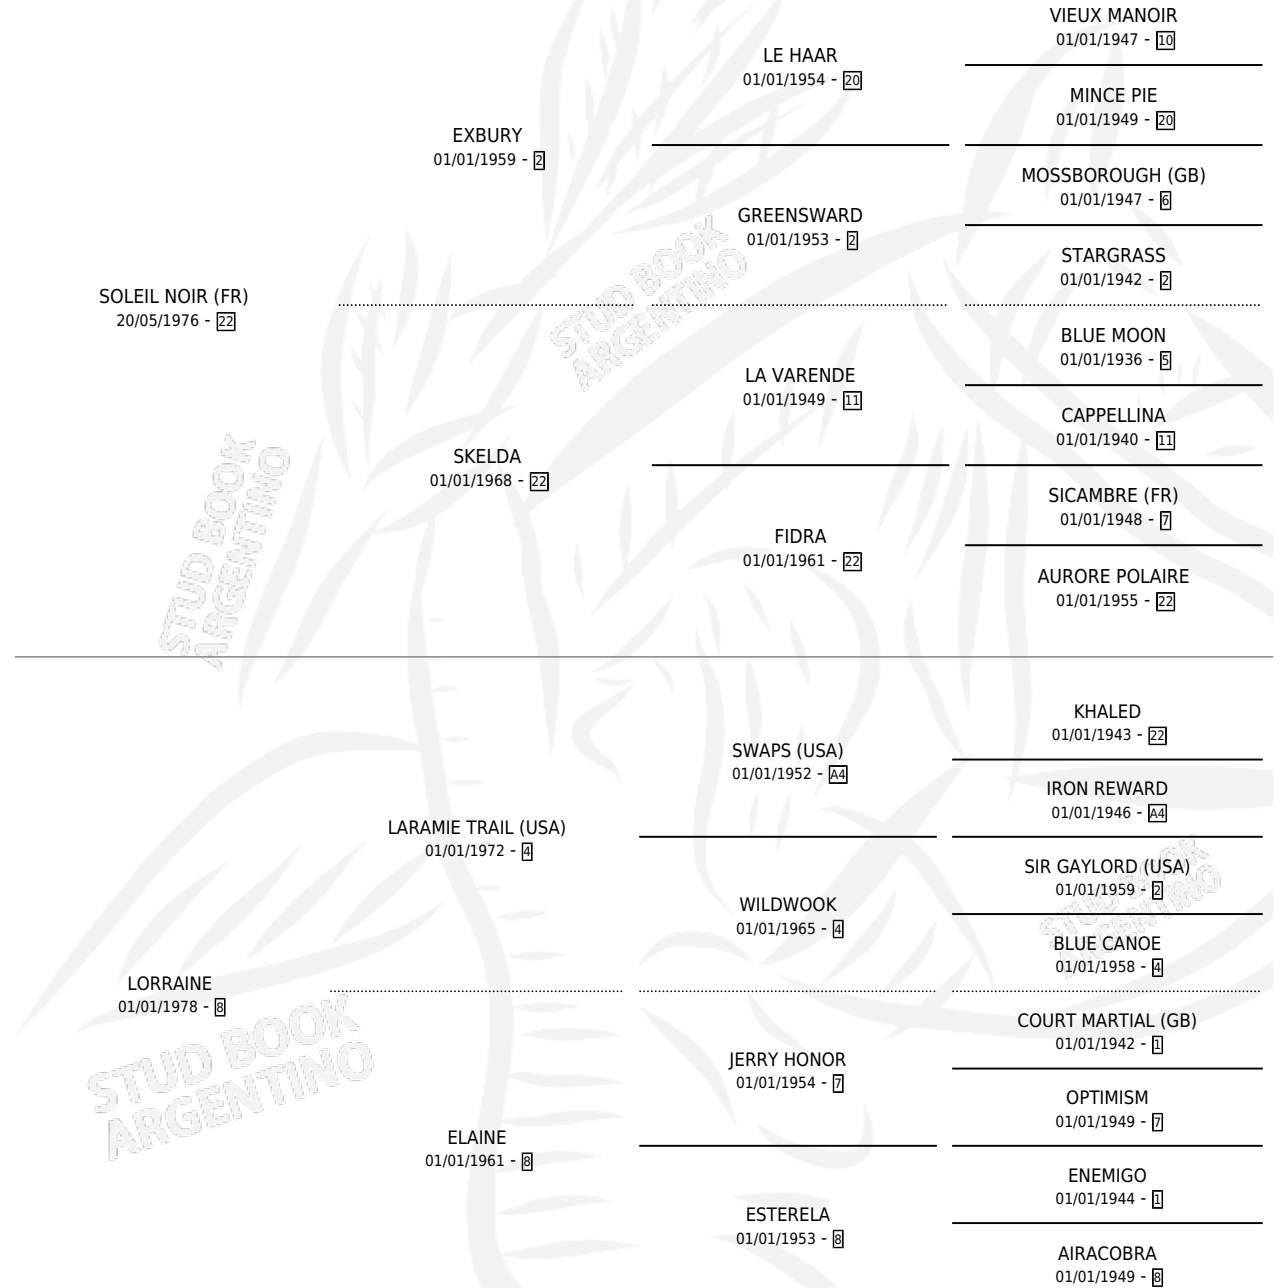 VIEUX MANOIR
01/01/1947 - 10
LE HAAR
01/01/1954 - 20
MINCE PIE
01/01/1949 - 20
EXBURY
01/01/1959 - 2
MOSSBOROUGH (GB)
01/01/1947 - 6
GREENSWARD
01/01/1953 - 2
STARGRASS
01/01/1942 - 2
SOLEIL NOIR (FR)
20/05/1976 - 22
STUD BOOK
ARGENTINO
BLUE MOON
01/01/1936 - 5
LA VARENDE
01/01/1949 - 11
CAPPELLINA
01/01/1940 - 11
SKELDA
01/01/1968 - 22
SICAMBRE (FR)
01/01/1948 - 7
FIDRA
01/01/1961 - 22
AURORE POLAIRE
01/01/1955 - 22
STUD BOOK
ARGENTINO
KHALED
01/01/1943 - 22
SWAPS (USA)
01/01/1952 - A4
IRON REWARD
01/01/1946 - A4
LARAMIE TRAIL (USA)
01/01/1972 - 4
SIR GAYLORD (USA)
01/01/1959 - 2
WILDWOOK
01/01/1965 - 4
STUD BOOK
ARGENTINO
BLUE CANOE
01/01/1958 - 4
LORRAINE
01/01/1978 - 8
COURT MARTIAL (GB)
01/01/1942 - 1
STUD BOOK
ARGENTINO
JERRY HONOR
01/01/1954 - 7
OPTIMISM
01/01/1949 - 7
ELAINE
01/01/1961 - 8
ENEMIGO
01/01/1944 - 1
ESTERELA
01/01/1953 - 8
AIRACOBRA
01/01/1949 - 8